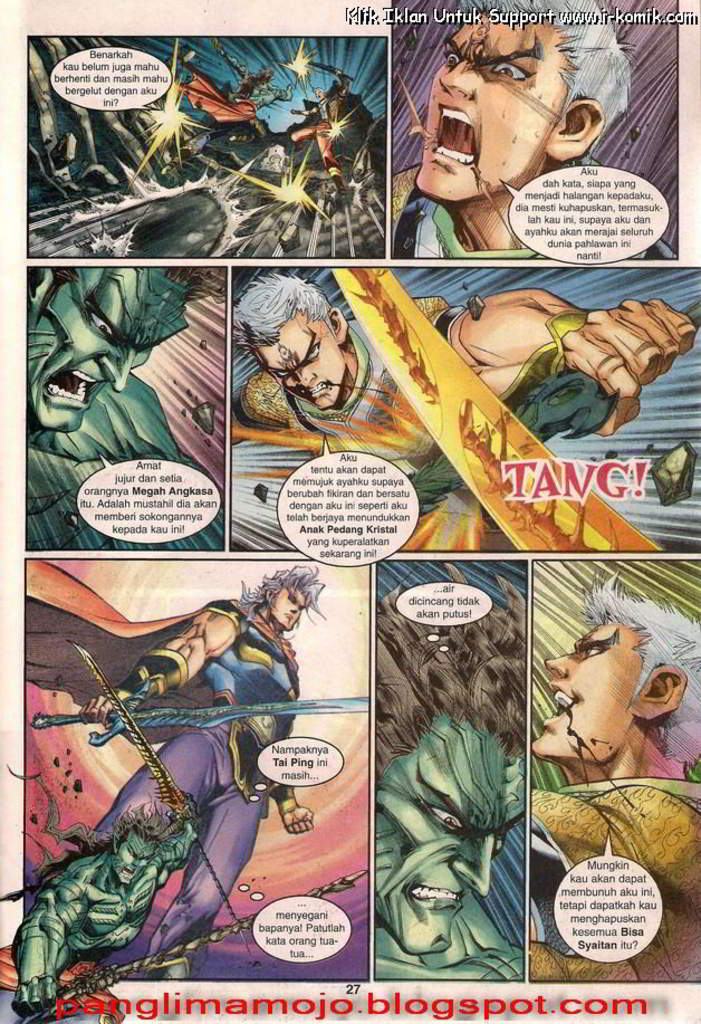 Klik Iklan Untuk Support www.i-komik.com
Benarkah
kau belum juga mahu
berhenti dan masih mahu
bergelut dengan aku
ini?
Aku
dah kata, siapa yang
menjadi halangan kepadaku,
dia mesti kuhapuskan, termasuk-
lah kau ini, supaya aku dan
ayahku akan merajai seluruh
dunia pahlawan ini
nanti!
Amat
jujur dan setia
orangnya Megah Angkasa
itu. Adalah mustahil dia akan
memberi sokongannya
kepada kau ini!
Aku
tentu akan dapat
memujuk ayahku supaya
berubah fikiran dan bersatu
dengan aku ini seperti aku
telah berjaya menundukkan
Anak Pedang Kristal
yang kuperalatkan
sekarang ini!
TANG!
Nampaknya
Tai Ping ini
masih...
...
menyegani
bapanya! Patutlah
kata orang tua-
tua...
...air
dicincang tidak
akan putus!
Mungkin
kau akan dapat
membunuh aku ini,
tetapi dapatkah kau
menghapuskan
kesemua Bisa
Syaitan itu?
27
panglimamojo.blogspot.com